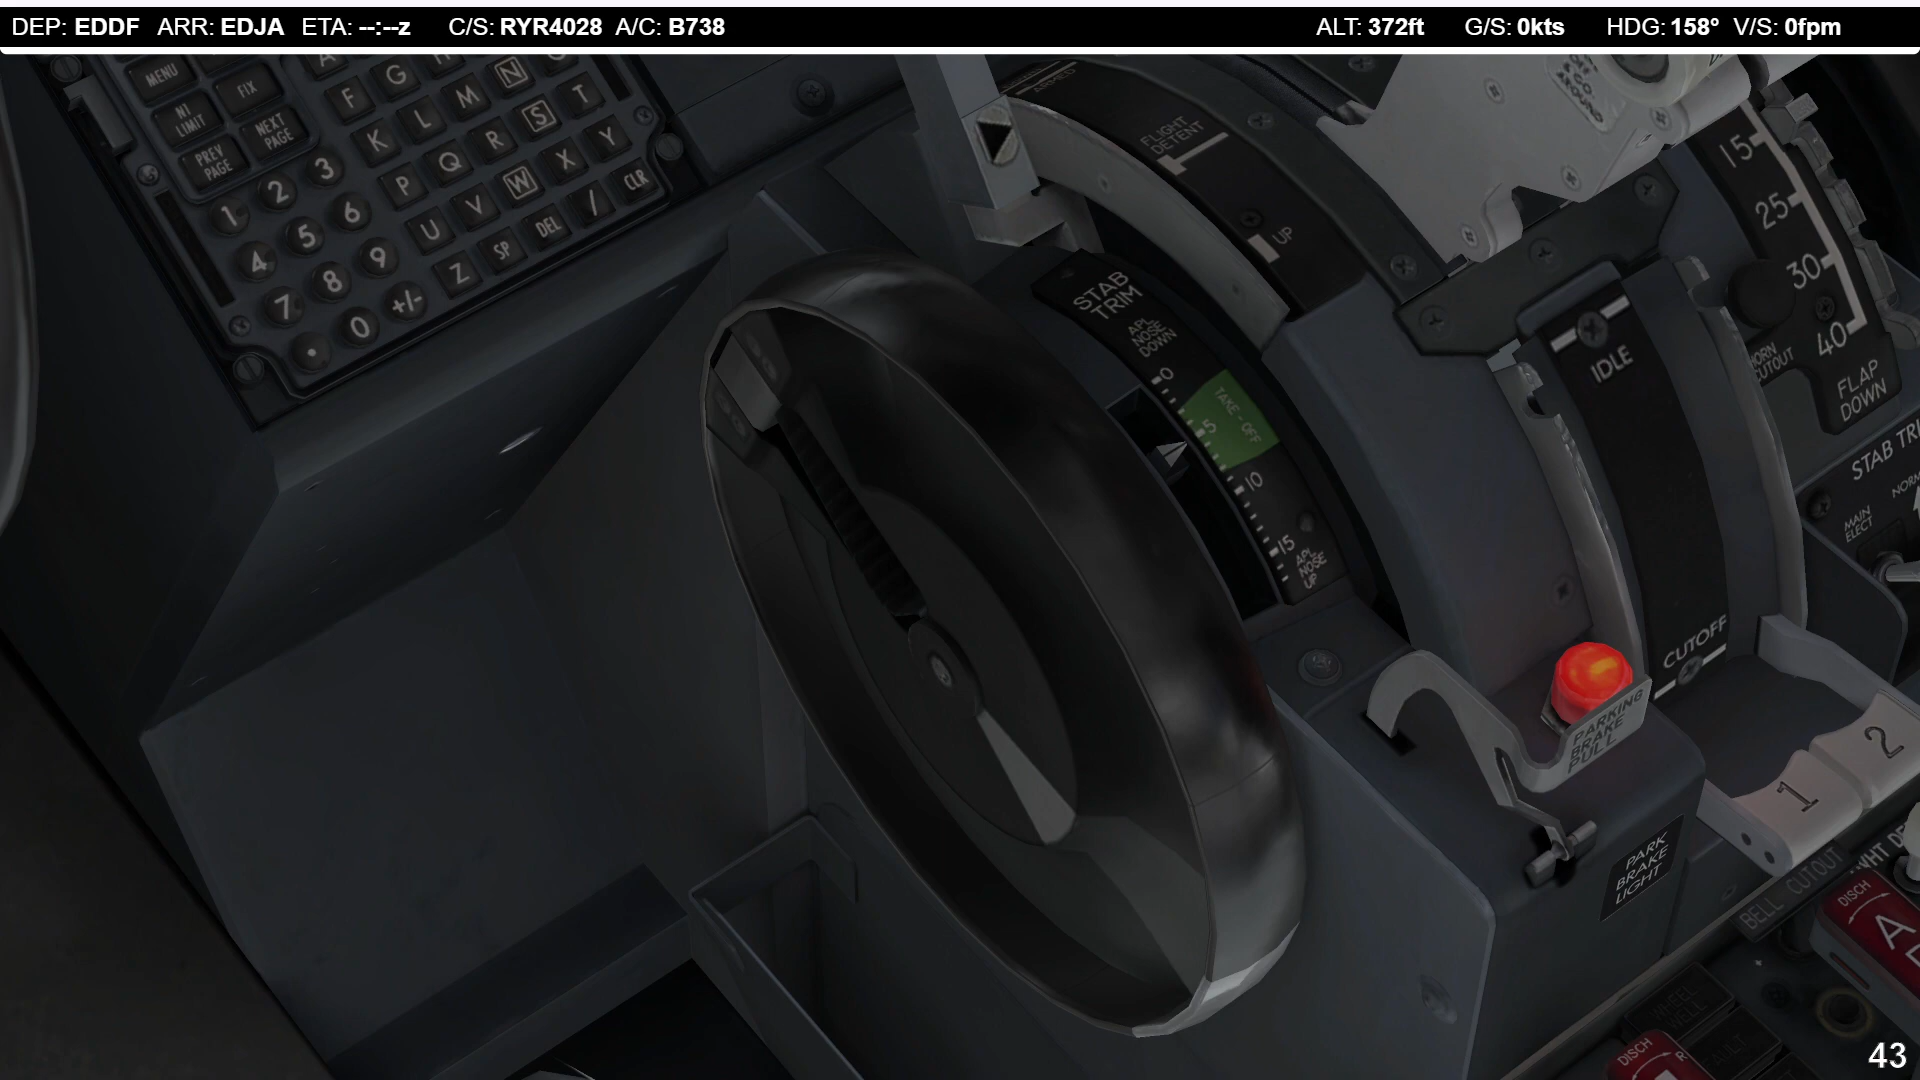 DEP: EDDF ARR: EDJA ETA: --:--z C/S: RYR4028 A/C: B738 ALT: 372ft G/S: 0kts HDG: 158° V/S: 0fpm
MENU
N1
LIMIT
FIX
PREV
PAGE
NEXT
PAGE
G
F
K
L
M
N
P
Q
R
S
T
U
V
W
X
Y
Z
SP
DEL
/
CLR
1 2 3
4 5 6
7 8 9
. 0 +/-
ARMED
FLIGHT
DETENT
UP
STAB
TRIM
APL
NOSE
DOWN
0
TAKE-OFF
5
10
15
APL
NOSE
UP
IDLE
CUTOFF
15
25
30
40
HORN
CUTOUT
FLAP
DOWN
STAB TRI
NORM
MAIN
ELECT
PARKING
BRAKE
PULL
PARK
BRAKE
LIGHT
1
2
BELL CUTOUT
DISCH
A
WHEEL
WELL
DISCH
R
43